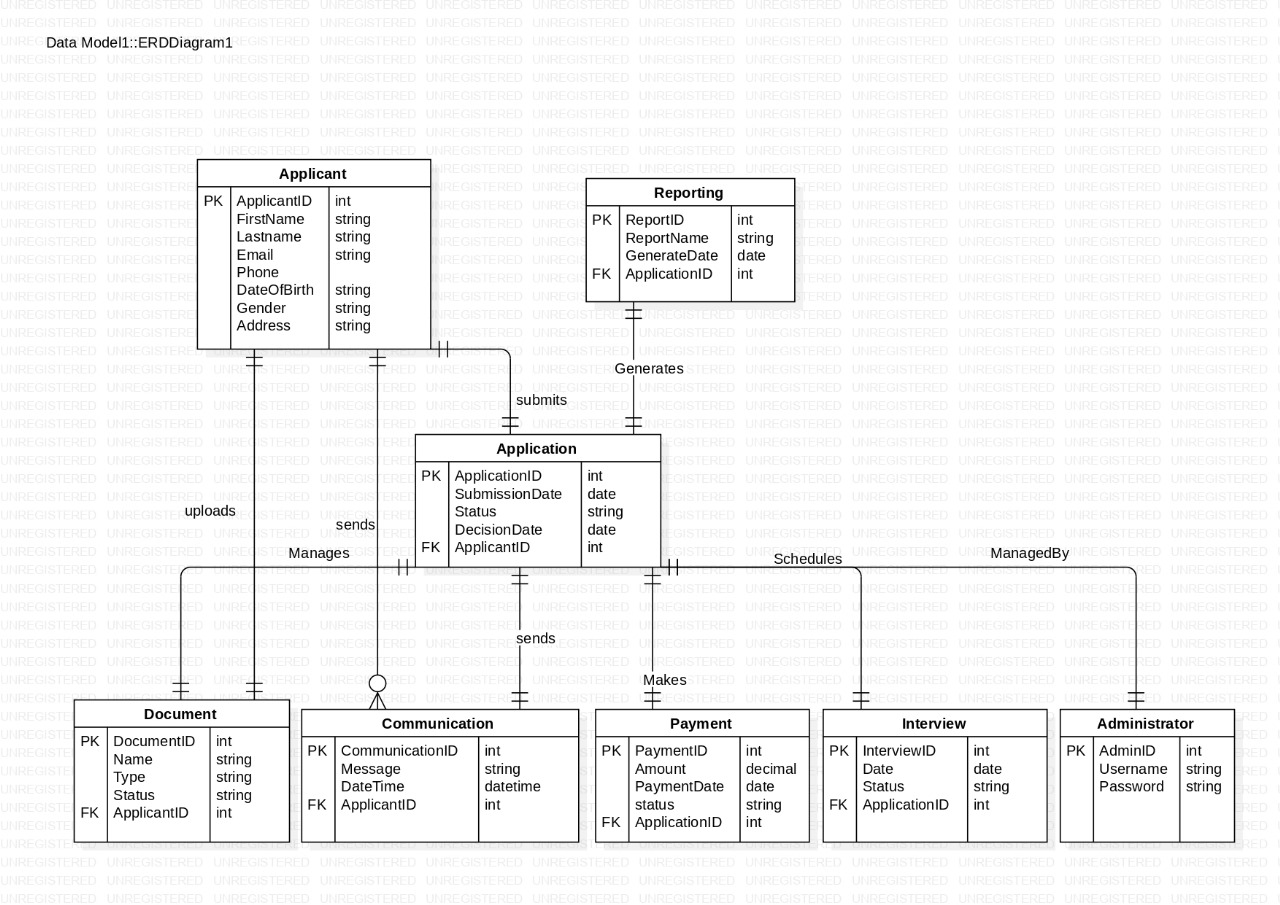 Data Model1::ERDDiagram1
Applicant
PK ApplicantID int
FirstName string
Lastname string
Email string
Phone
DateOfBirth string
Gender string
Address string
Reporting
PK ReportID int
ReportName string
GenerateDate date
FK ApplicationID int
Generates
submits
Application
PK ApplicationID int
SubmissionDate date
Status string
DecisionDate date
FK ApplicantID int
uploads
sends
Manages
Schedules
ManagedBy
sends
Makes
Document
PK DocumentID int
Name string
Type string
Status string
FK ApplicantID int
Communication
PK CommunicationID int
Message string
DateTime datetime
FK ApplicantID int
Payment
PK PaymentID int
Amount decimal
PaymentDate date
status string
FK ApplicationID int
Interview
PK InterviewID int
Date date
Status string
FK ApplicationID int
Administrator
PK AdminID int
Username string
Password string
UNREGISTERED